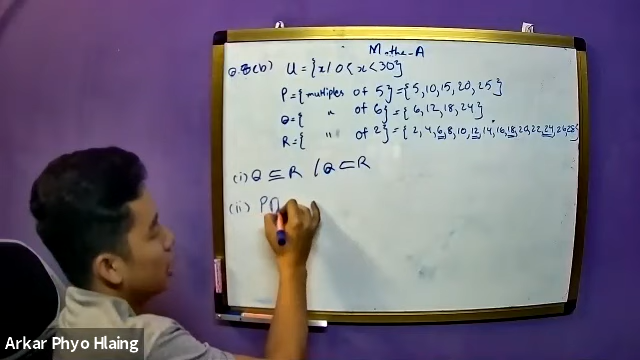 Maths-A
Q.8(b) U = {x/0<x<30}
P = {multiples of 5} = {5, 10, 15, 20, 25}
Q = { " of 6} = {6, 12, 18, 24}
R = { " of 2} = {2, 4, 6, 8, 10, 12, 14, 16, 18, 20, 22, 24, 26, 28}
(i) Q ⊆ R / Q ⊂ R
(ii) P∩
Arkar Phyo Hlaing